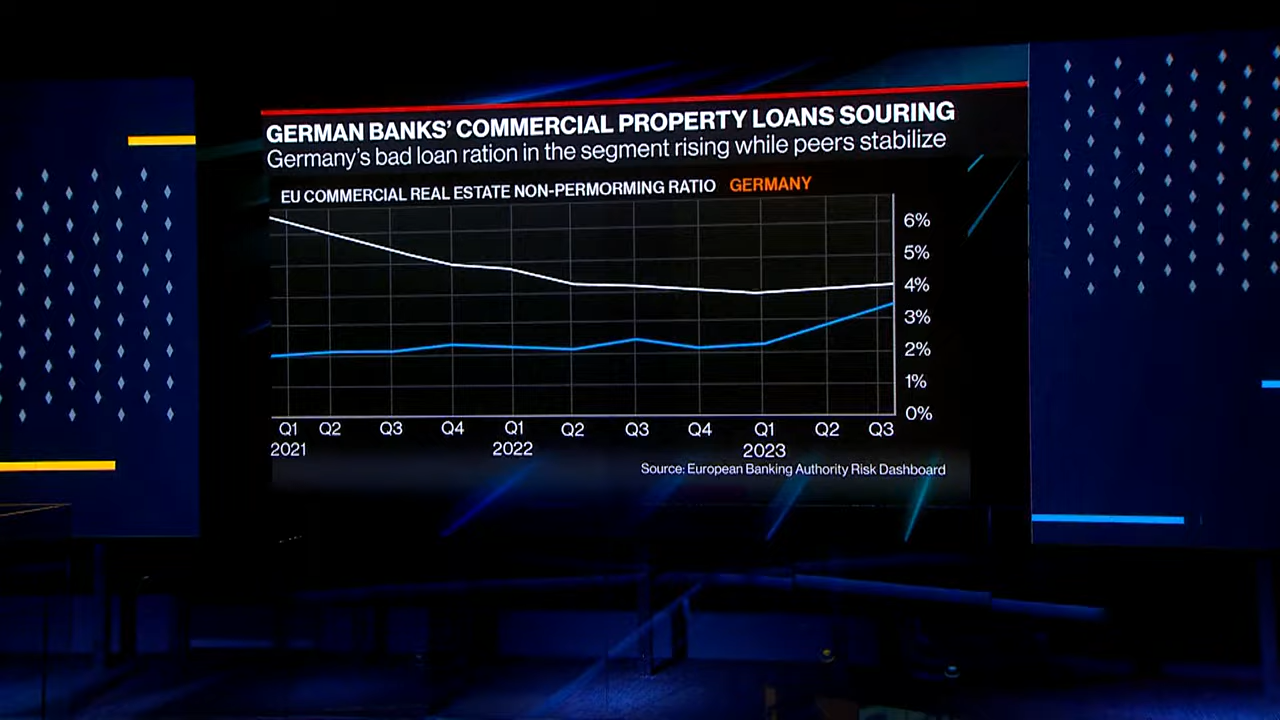 GERMAN BANKS' COMMERCIAL PROPERTY LOANS SOURING
Germany's bad loan ration in the segment rising while peers stabilize
EU COMMERCIAL REAL ESTATE NON-PERMORMING RATIO GERMANY
6%
5%
4%
3%
2%
1%
0%
Q1 Q2 Q3 Q4 Q1 Q2 Q3 Q4 Q1 Q2 Q3
2021 2022 2023
Source: European Banking Authority Risk Dashboard